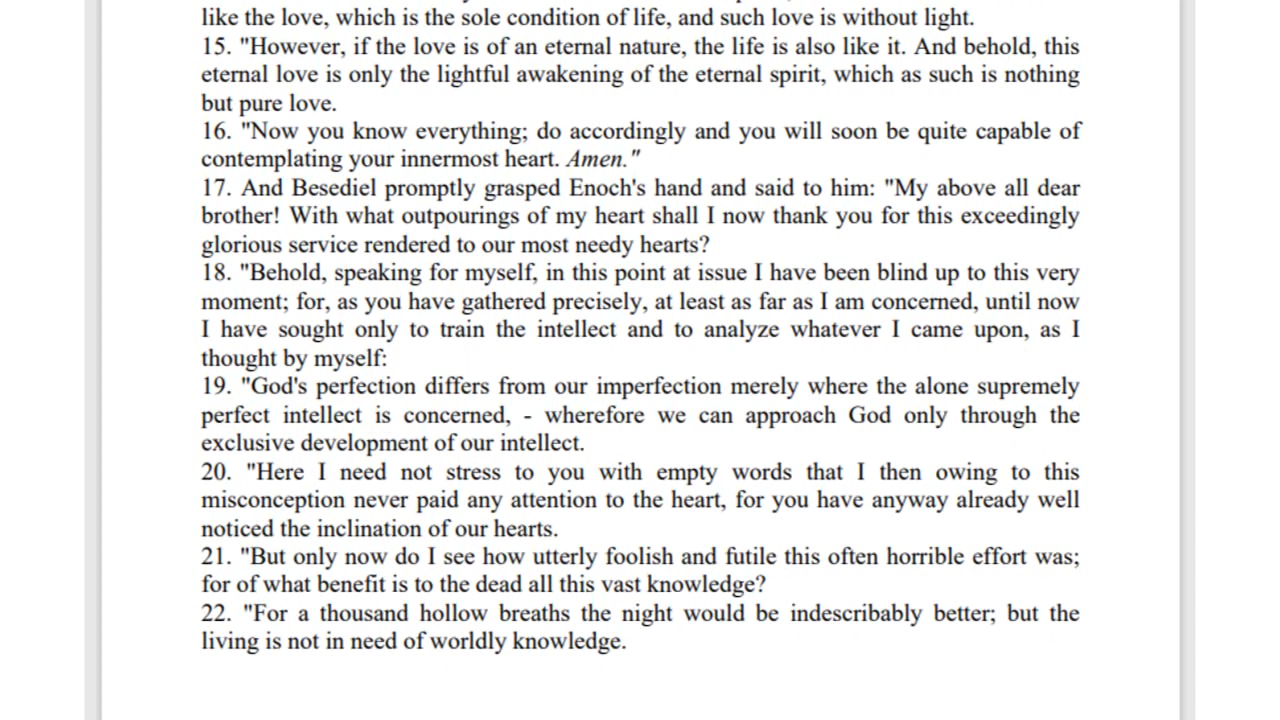 like the love, which is the sole condition of life, and such love is without light.
15. "However, if the love is of an eternal nature, the life is also like it. And behold, this
eternal love is only the lightful awakening of the eternal spirit, which as such is nothing
but pure love.
16. "Now you know everything; do accordingly and you will soon be quite capable of
contemplating your innermost heart. Amen."
17. And Besediel promptly grasped Enoch's hand and said to him: "My above all dear
brother! With what outpourings of my heart shall I now thank you for this exceedingly
glorious service rendered to our most needy hearts?
18. "Behold, speaking for myself, in this point at issue I have been blind up to this very
moment; for, as you have gathered precisely, at least as far as I am concerned, until now
I have sought only to train the intellect and to analyze whatever I came upon, as I
thought by myself:
19. "God's perfection differs from our imperfection merely where the alone supremely
perfect intellect is concerned, - wherefore we can approach God only through the
exclusive development of our intellect.
20. "Here I need not stress to you with empty words that I then owing to this
misconception never paid any attention to the heart, for you have anyway already well
noticed the inclination of our hearts.
21. "But only now do I see how utterly foolish and futile this often horrible effort was;
for of what benefit is to the dead all this vast knowledge?
22. "For a thousand hollow breaths the night would be indescribably better; but the
living is not in need of worldly knowledge.